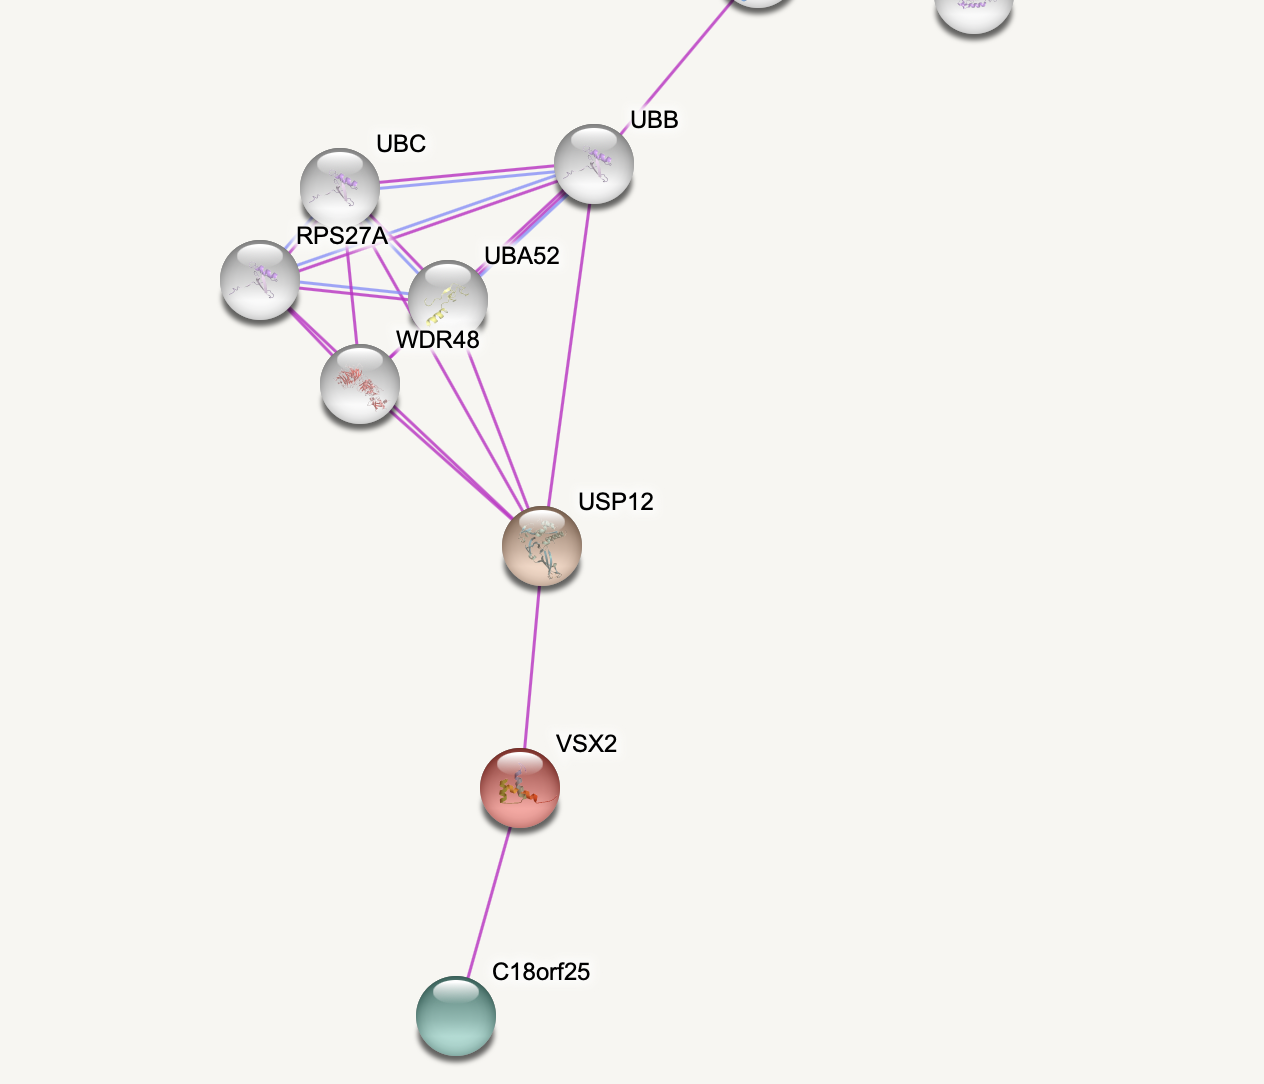 UBB
UBC
RPS27A
UBA52
WDR48
USP12
VSX2
C18orf25